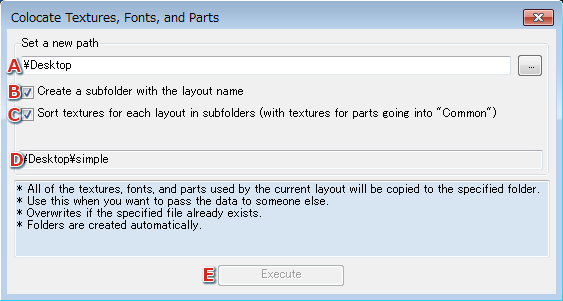 Colocate Textures, Fonts, and Parts
Set a new path
A ¥Desktop ...
B Create a subfolder with the layout name
C Sort textures for each layout in subfolders (with textures for parts going into "Common")
D ¥Desktop¥simple
* All of the textures, fonts, and parts used by the current layout will be copied to the specified folder.
* Use this when you want to pass the data to someone else.
* Overwrites if the specified file already exists.
* Folders are created automatically.
E Execute